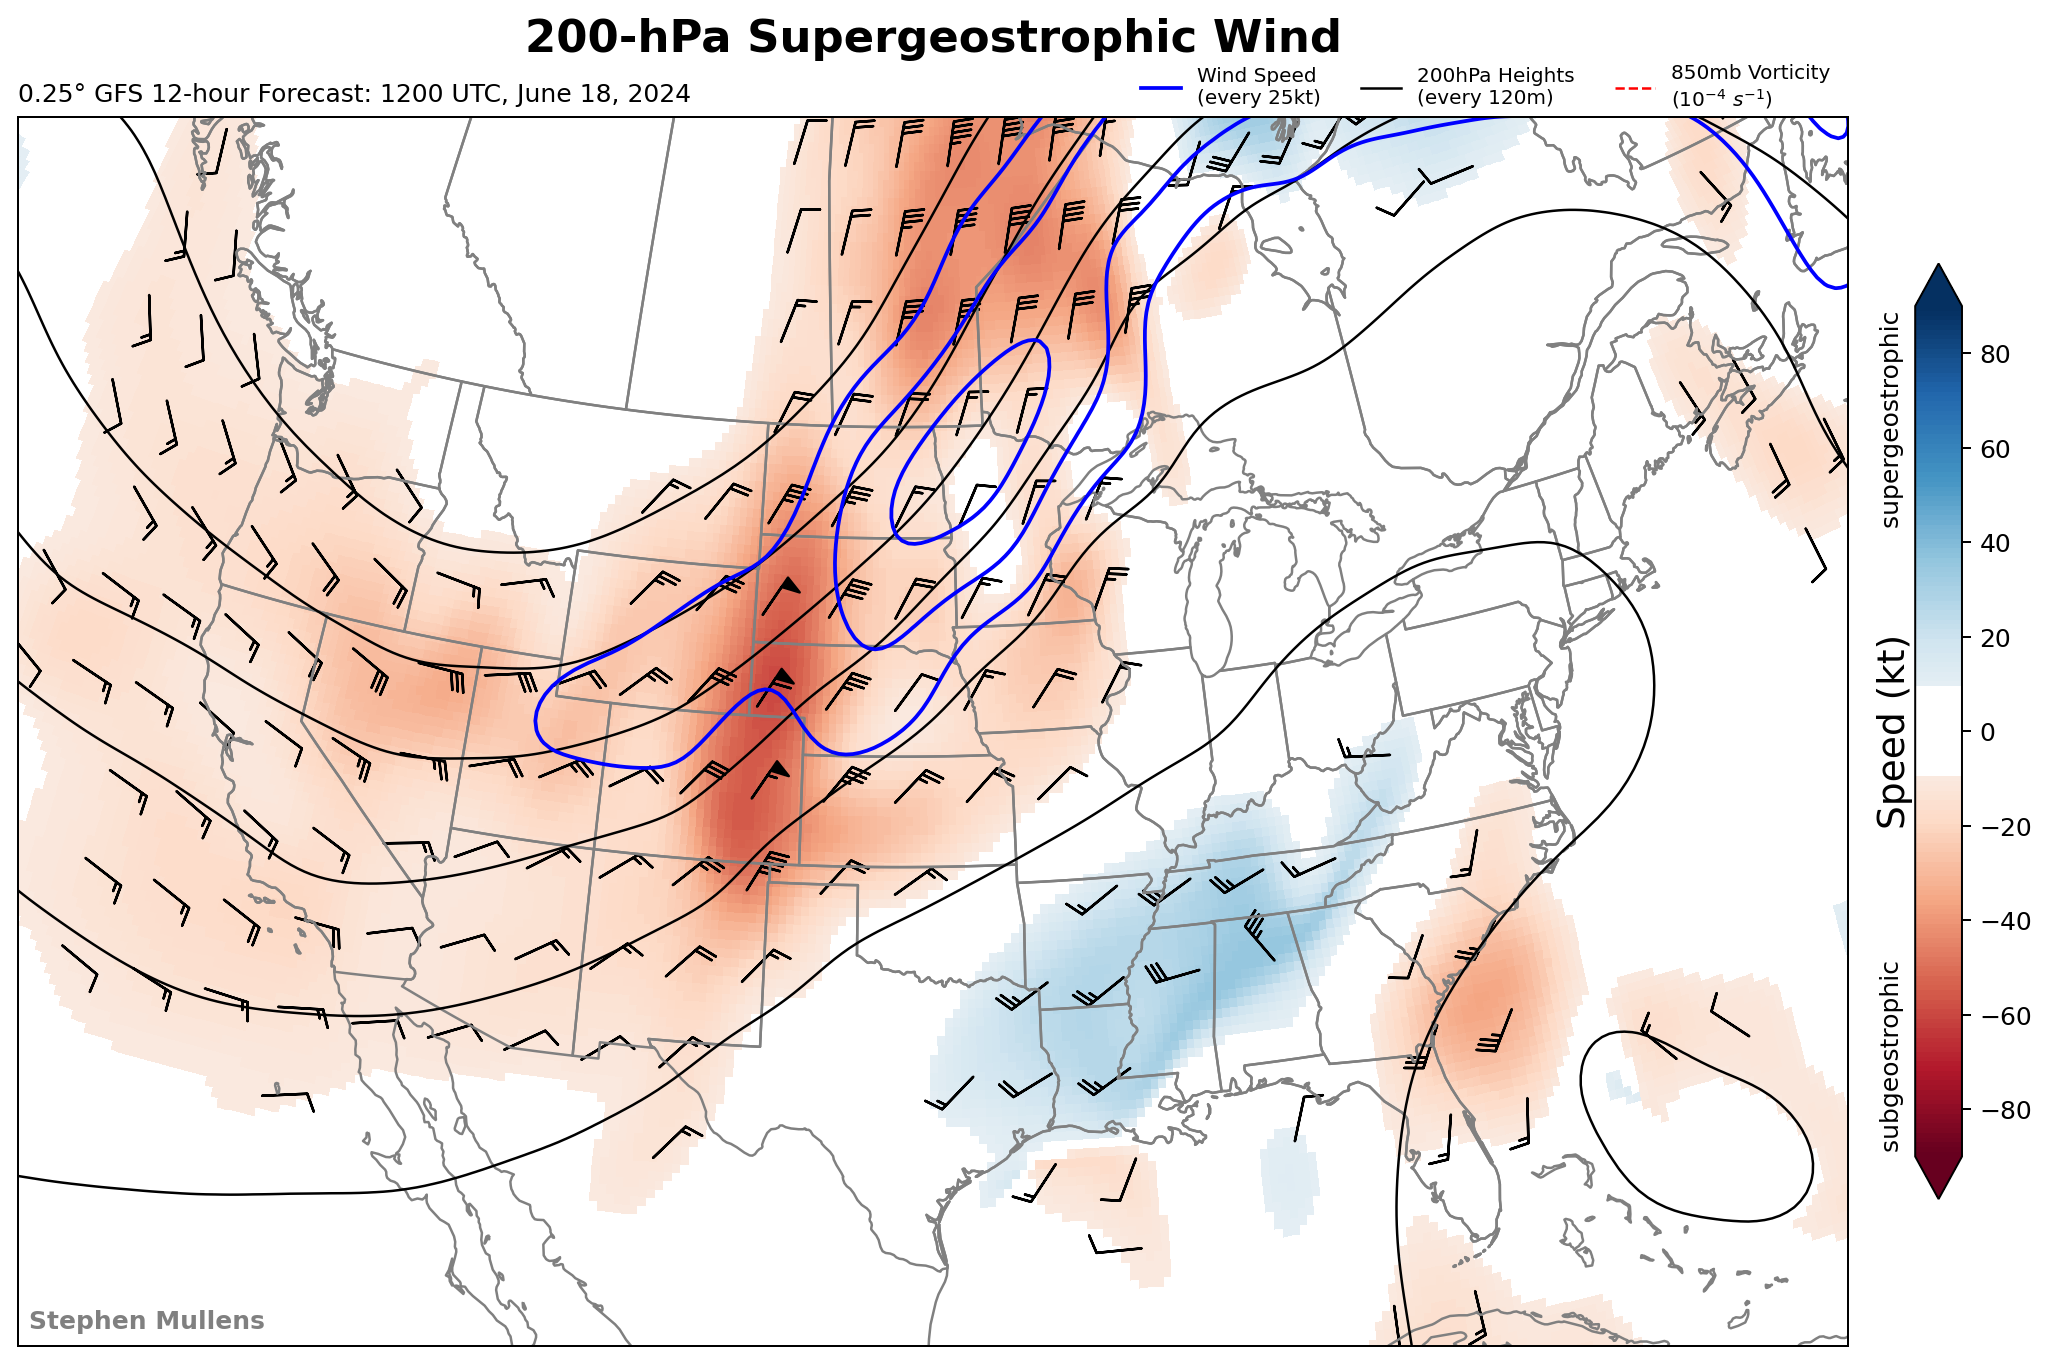 200-hPa Supergeostrophic Wind
0.25° GFS 12-hour Forecast: 1200 UTC, June 18, 2024
Wind Speed
(every 25kt)
200hPa Heights
(every 120m)
850mb Vorticity
(10⁻⁴ s⁻¹)
supergeostrophic
Speed (kt)
subgeostrophic
80
60
40
20
0
−20
−40
−60
−80
Stephen Mullens